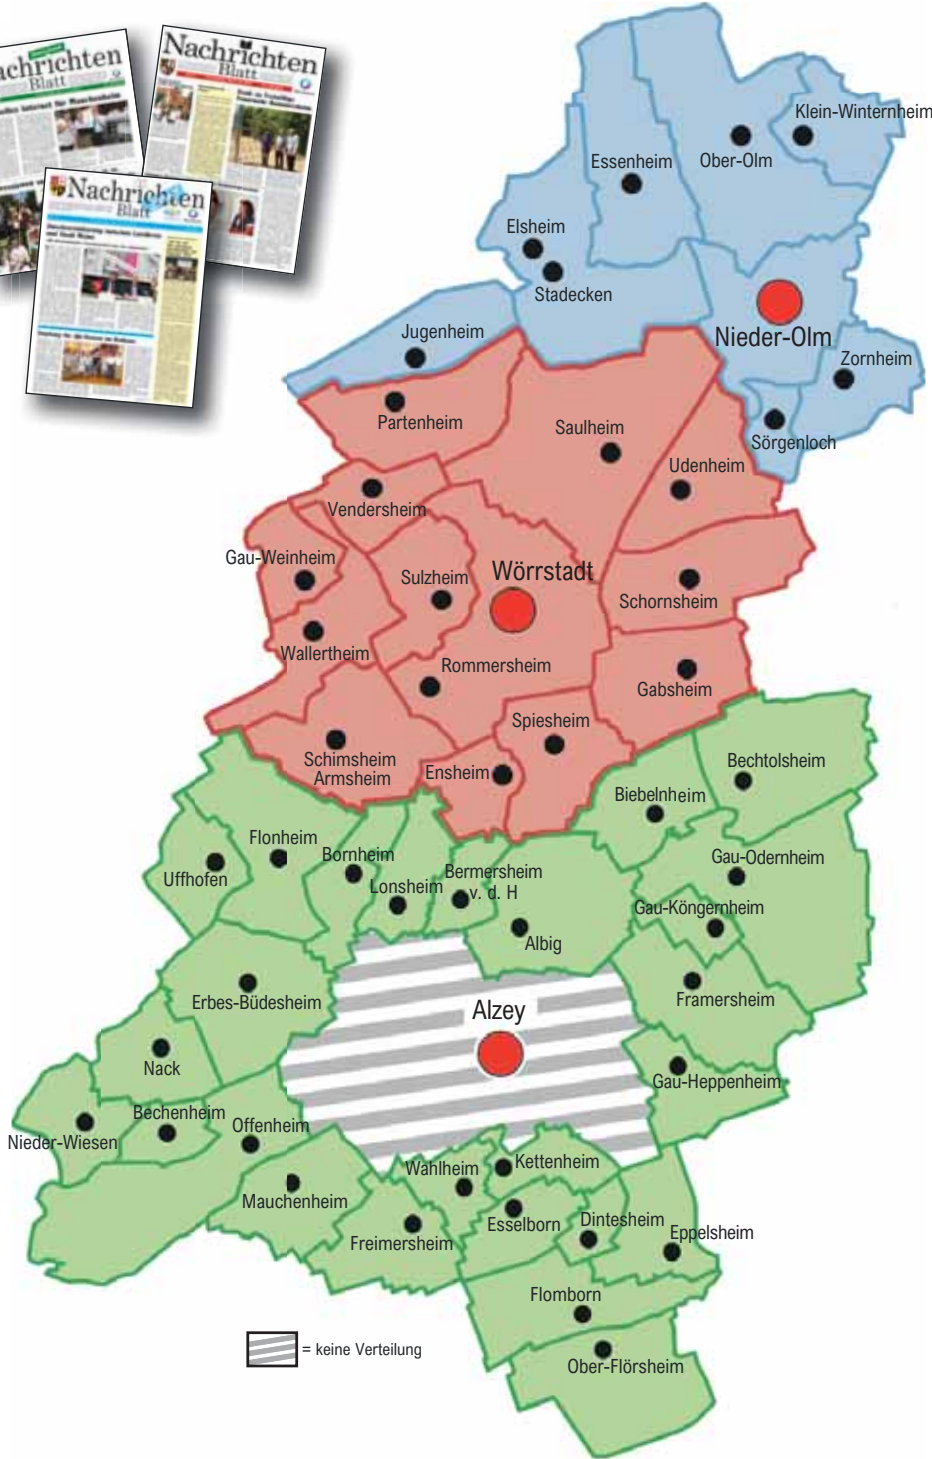 Nachrichten
Blatt
Nachrichten
Blatt
Nachrichten
Blatt
Klein-Winternheim
Ober-Olm
Essenheim
Elsheim
Stadecken
Jugenheim
Nieder-Olm
Zornheim
Sörgenloch
Partenheim
Saulheim
Udenheim
Vendersheim
Gau-Weinheim
Sulzheim
Wörrstadt
Schornsheim
Wallertheim
Rommersheim
Gabsheim
Spiesheim
Schimsheim
Armsheim
Ensheim
Bechtolsheim
Biebelnheim
Flonheim
Bornheim
Uffhofen
Lonsheim
Bermersheim
v. d. H
Gau-Odernheim
Gau-Köngernheim
Albig
Erbes-Büdesheim
Framersheim
Alzey
Nack
Gau-Heppenheim
Bechenheim
Nieder-Wiesen
Offenheim
Wahlheim
Kettenheim
Mauchenheim
Esselborn
Dintesheim
Freimersheim
Eppelsheim
Flomborn
= keine Verteilung
Ober-Flörsheim